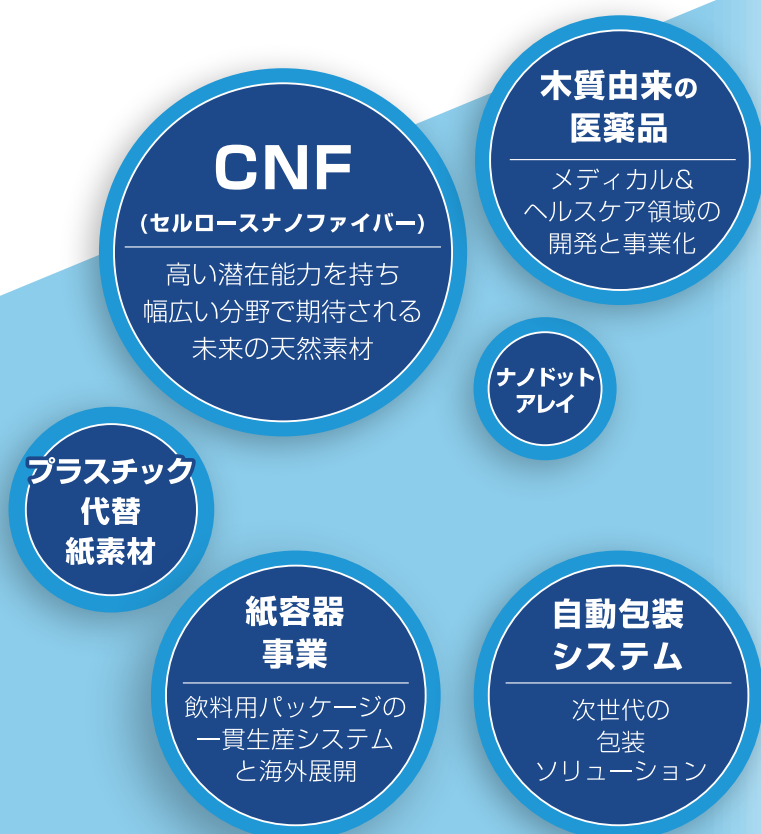 CNF
(セルロースナノファイバー)
高い潜在能力を持ち
幅広い分野で期待される
未来の天然素材
木質由来の
医薬品
メディカル&
ヘルスケア領域の
開発と事業化
ナノドット
アレイ
プラスチック
代替
紙素材
紙容器
事業
飲料用パッケージの
一貫生産システム
と海外展開
自動包装
システム
次世代の
包装
ソリューション